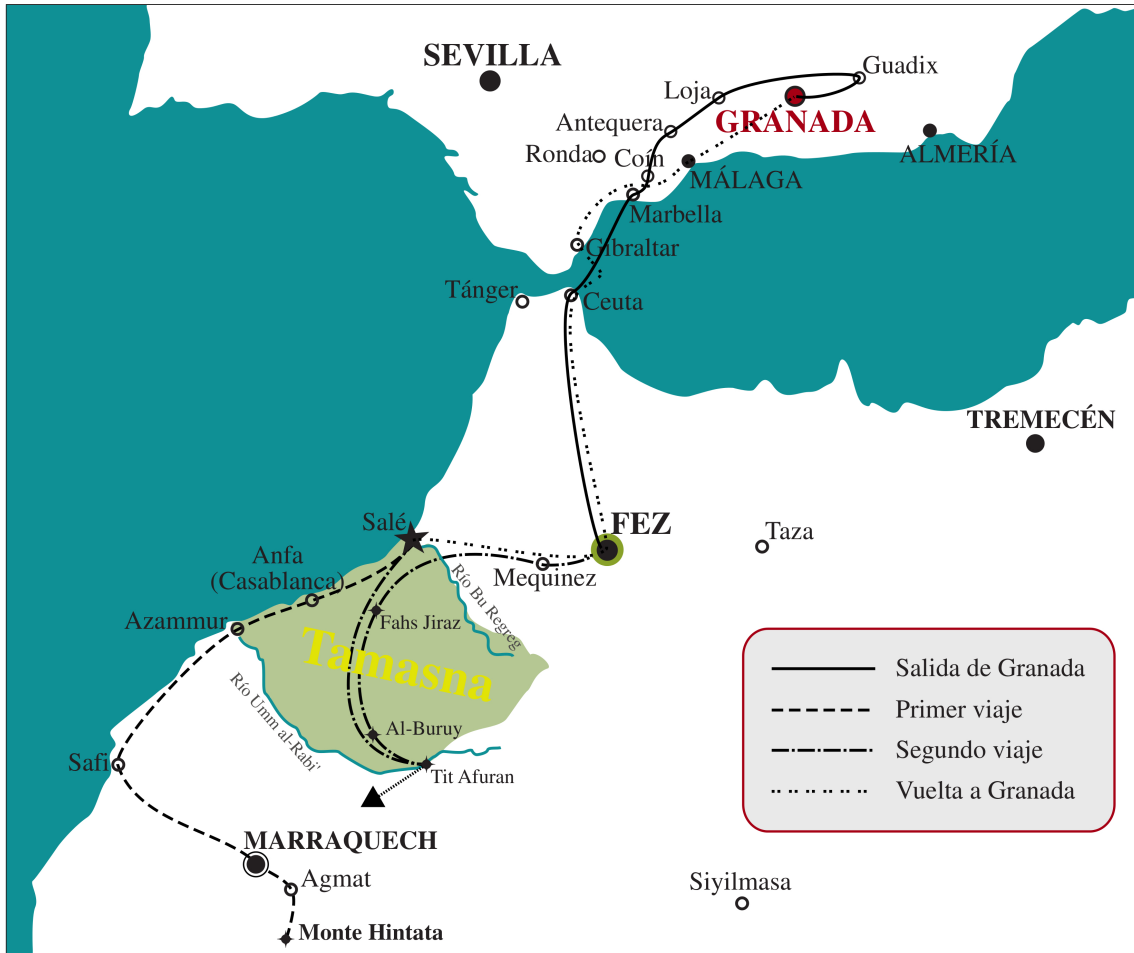 SEVILLA
Guadix
Loja
GRANADA
Antequera
Ronda
Coín
ALMERÍA
MÁLAGA
Marbella
Gibraltar
Tánger
Ceuta
TREMECÉN
Salé
FEZ
Taza
Anfa
(Casablanca)
Mequinez
Río Bu Regreg
Azammur
Fahs Jiraz
Tamasna
Río Umm al-Rabi'
Al-Buruy
Safi
Tit Afuran
MARRAQUECH
Agmat
Monte Hintata
Siyilmasa
Salida de Granada
Primer viaje
Segundo viaje
Vuelta a Granada